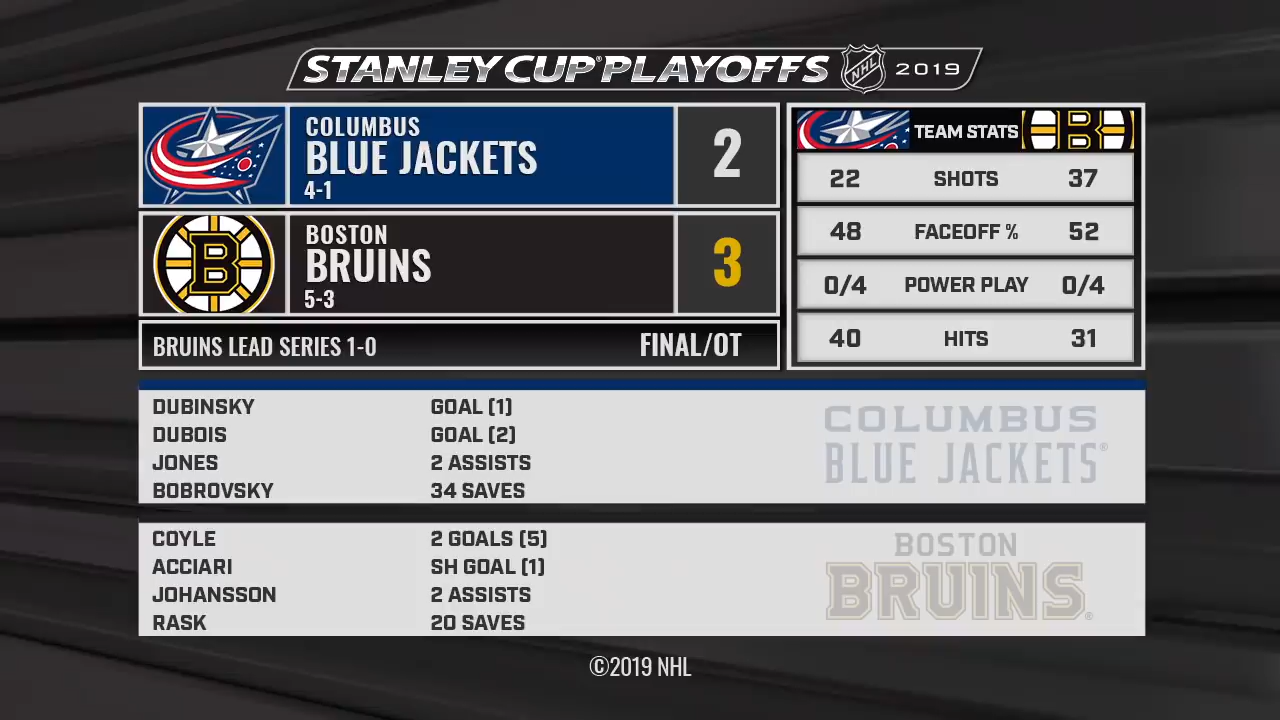 STANLEY CUP® PLAYOFFS NHL 2019
COLUMBUS
BLUE JACKETS
4-1
2
BOSTON
BRUINS
5-3
3
BRUINS LEAD SERIES 1-0 FINAL/OT
TEAM STATS
22 SHOTS 37
48 FACEOFF % 52
0/4 POWER PLAY 0/4
40 HITS 31
DUBINSKY GOAL (1)
DUBOIS GOAL (2)
JONES 2 ASSISTS
BOBROVSKY 34 SAVES
COLUMBUS
BLUE JACKETS®
COYLE 2 GOALS (5)
ACCIARI SH GOAL (1)
JOHANSSON 2 ASSISTS
RASK 20 SAVES
BOSTON
BRUINS®
©2019 NHL